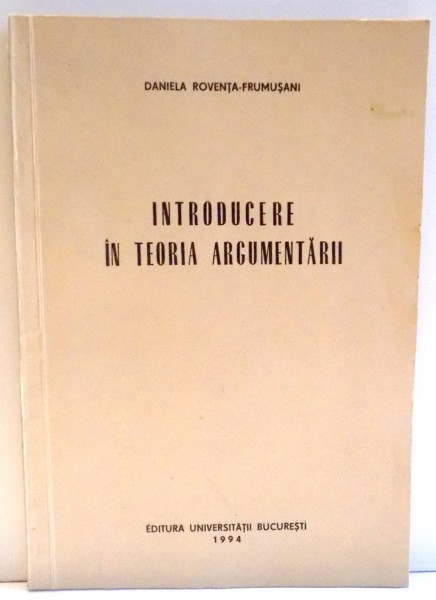 DANIELA ROVENȚA-FRUMUȘANI
INTRODUCERE
ÎN TEORIA ARGUMENTĂRII
EDITURA UNIVERSITĂȚII BUCUREȘTI
1994